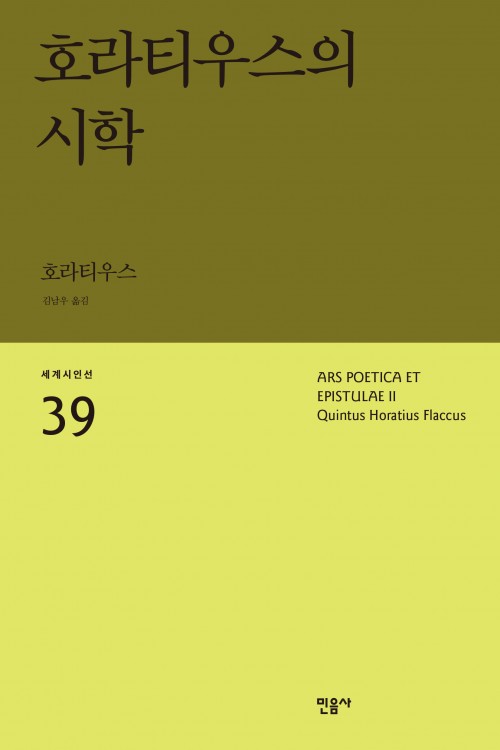 호라티우스의
시학
호라티우스
김남우 옮김
세계시인선
39
ARS POETICA ET
EPISTULAE II
Quintus Horatius Flaccus
민음사